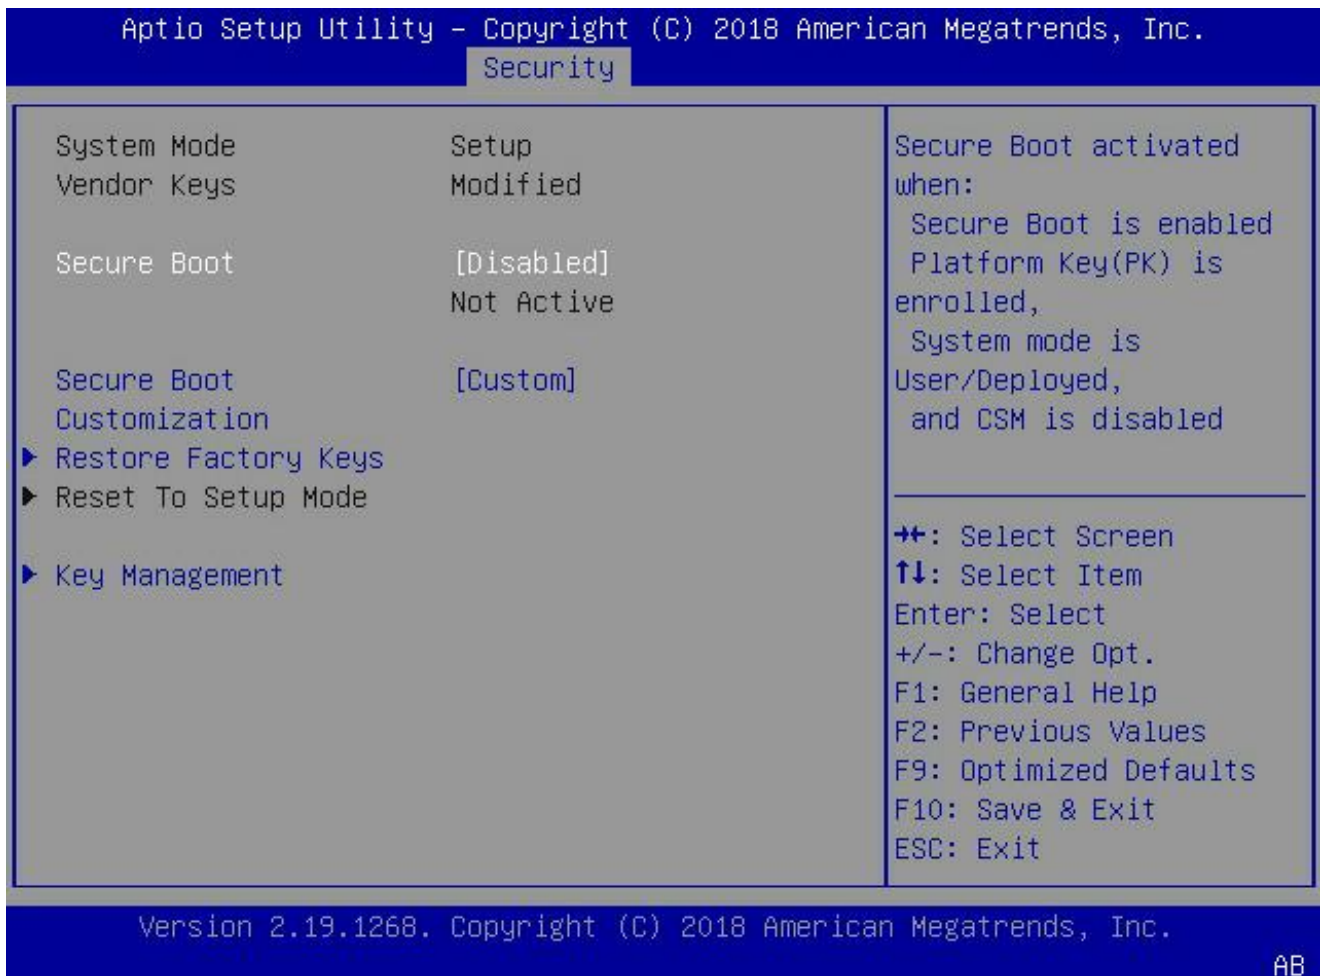 Aptio Setup Utility – Copyright (C) 2018 American Megatrends, Inc.
Security
System Mode Setup
Vendor Keys Modified
Secure Boot [Disabled]
Not Active
Secure Boot [Custom]
Customization
Restore Factory Keys
Reset To Setup Mode
Key Management
Secure Boot activated
when:
Secure Boot is enabled
Platform Key(PK) is
enrolled,
System mode is
User/Deployed,
and CSM is disabled
→←: Select Screen
↑↓: Select Item
Enter: Select
+/-: Change Opt.
F1: General Help
F2: Previous Values
F9: Optimized Defaults
F10: Save & Exit
ESC: Exit
Version 2.19.1268. Copyright (C) 2018 American Megatrends, Inc.
AB